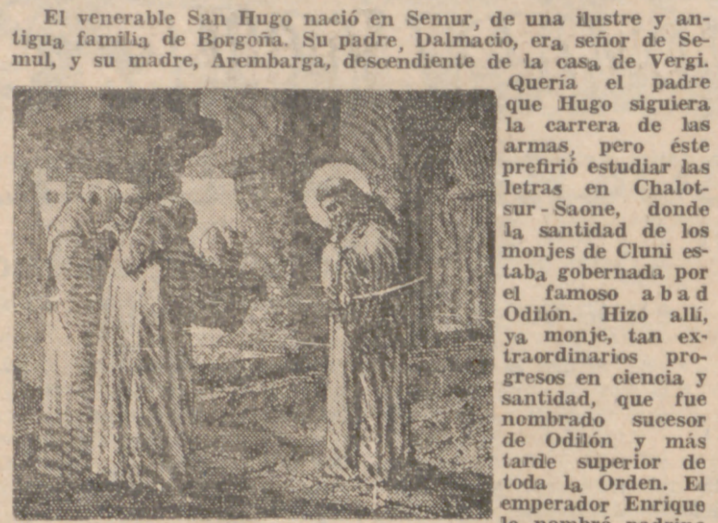 El venerable San Hugo nació en Semur, de una ilustre y an-
tigua familia de Borgoña. Su padre, Dalmacio, era señor de Se-
mul, y su madre, Arembarga, descendiente de la casa de Vergi.
Quería el padre
que Hugo siguiera
la carrera de las
armas, pero éste
prefirió estudiar las
letras en Chalot-
sur-Saone, donde
la santidad de los
monjes de Cluni es-
taba gobernada por
el famoso abad
Odilón. Hizo allí,
ya monje, tan ex-
traordinarios pro-
gresos en ciencia y
santidad, que fue
nombrado sucesor
de Odilón y más
tarde superior de
toda la Orden. El
emperador Enrique